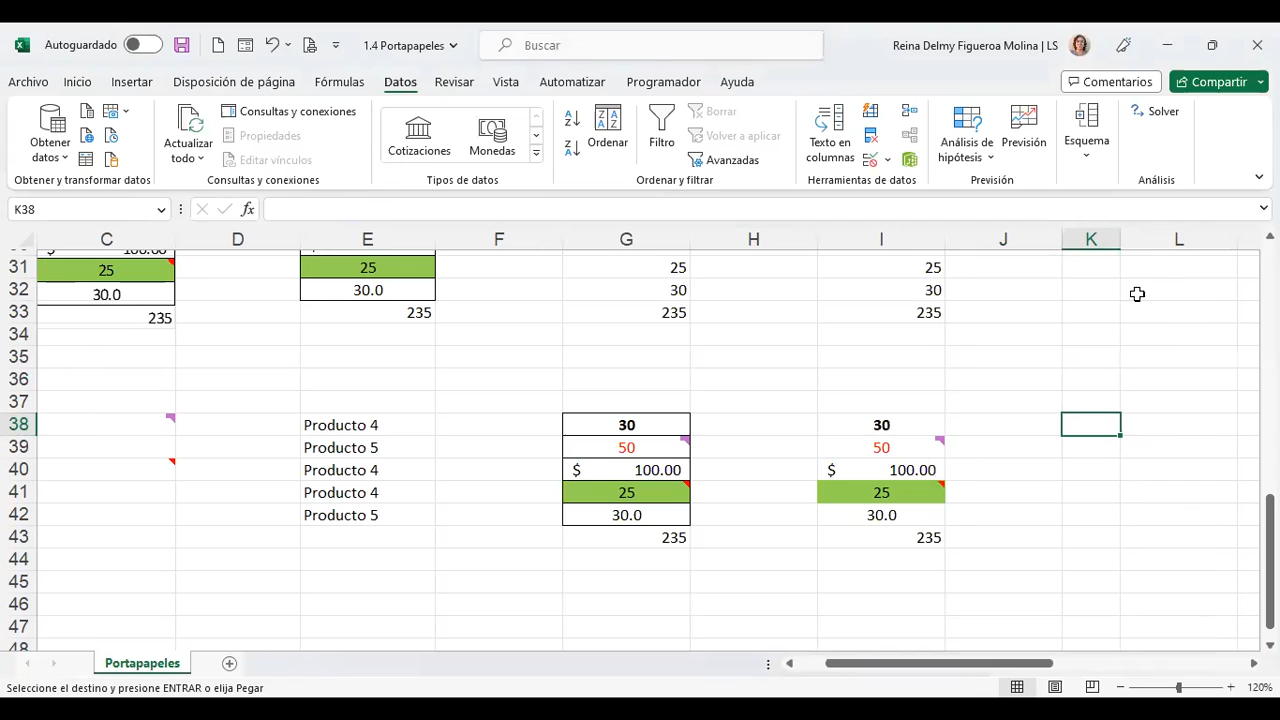 Autoguardado
1.4 Portapapeles
Buscar
Reina Delmy Figueroa Molina | LS
Archivo Inicio Insertar Disposición de página Fórmulas Datos Revisar Vista Automatizar Programador Ayuda
Comentarios Compartir
Obtener datos
Obtener y transformar datos
Actualizar todo
Consultas y conexiones
Propiedades
Editar vínculos
Consultas y conexiones
Cotizaciones Monedas
Tipos de datos
Ordenar
Filtro
Borrar
Volver a aplicar
Avanzadas
Ordenar y filtrar
Texto en columnas
Herramientas de datos
Análisis de hipótesis
Previsión
Previsión
Esquema
Solver
Análisis
K38 fx
C D E F G H I J K L
31 25 25 25 25
32 30.0 30.0 30 30
33 235 235 235 235
34
35
36
37
38 Producto 4 30 30
39 Producto 5 50 50
40 Producto 4 $ 100.00 $ 100.00
41 Producto 4 25 25
42 Producto 5 30.0 30.0
43 235 235
44
45
46
47
48
Portapapeles
Seleccione el destino y presione ENTRAR o elija Pegar
120%